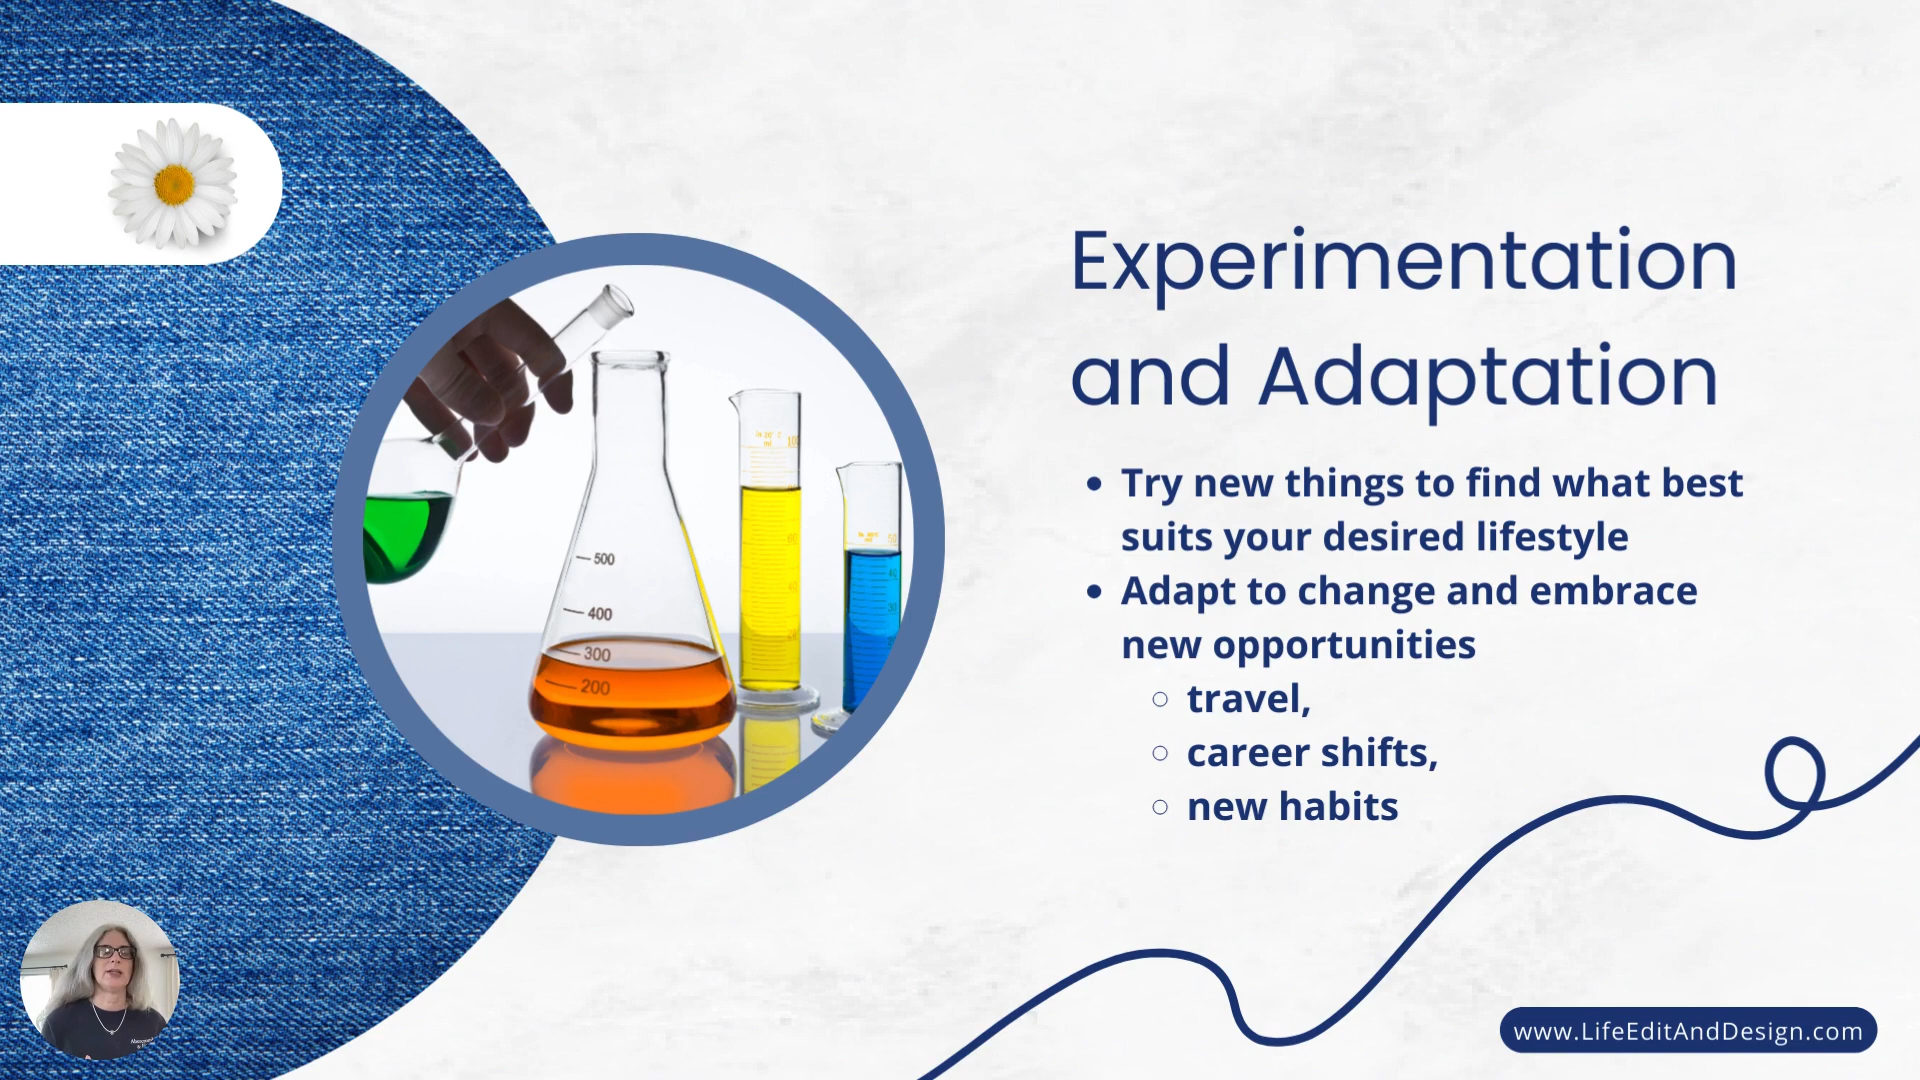 Experimentation
and Adaptation
• Try new things to find what best
suits your desired lifestyle
• Adapt to change and embrace
new opportunities
○ travel,
○ career shifts,
○ new habits
500
400
300
200
www.LifeEditAndDesign.com